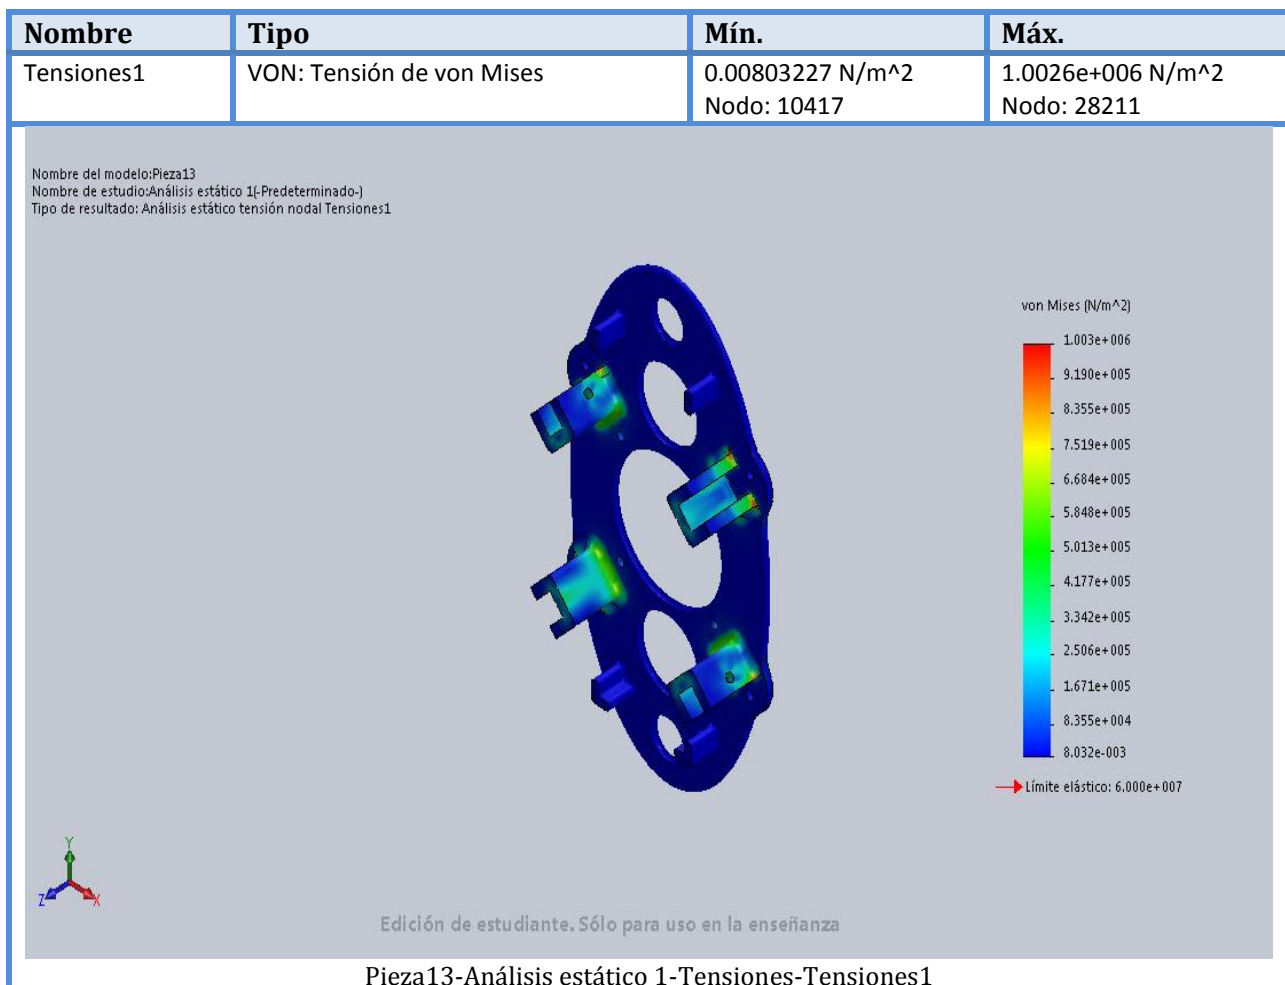 Nombre Tipo Mín. Máx.
Tensiones1 VON: Tensión de von Mises 0.00803227 N/m^2 1.0026e+006 N/m^2
Nodo: 10417 Nodo: 28211
Nombre del modelo:Pieza13
Nombre de estudio:Análisis estático 1(-Predeterminado-)
Tipo de resultado: Análisis estático tensión nodal Tensiones1
von Mises (N/m^2)
1.003e+006
9.190e+005
8.355e+005
7.519e+005
6.684e+005
5.848e+005
5.013e+005
4.177e+005
3.342e+005
2.506e+005
1.671e+005
8.355e+004
8.032e-003
Límite elástico: 6.000e+007
Y
Z
X
Edición de estudiante. Sólo para uso en la enseñanza
Pieza13-Análisis estático 1-Tensiones-Tensiones1